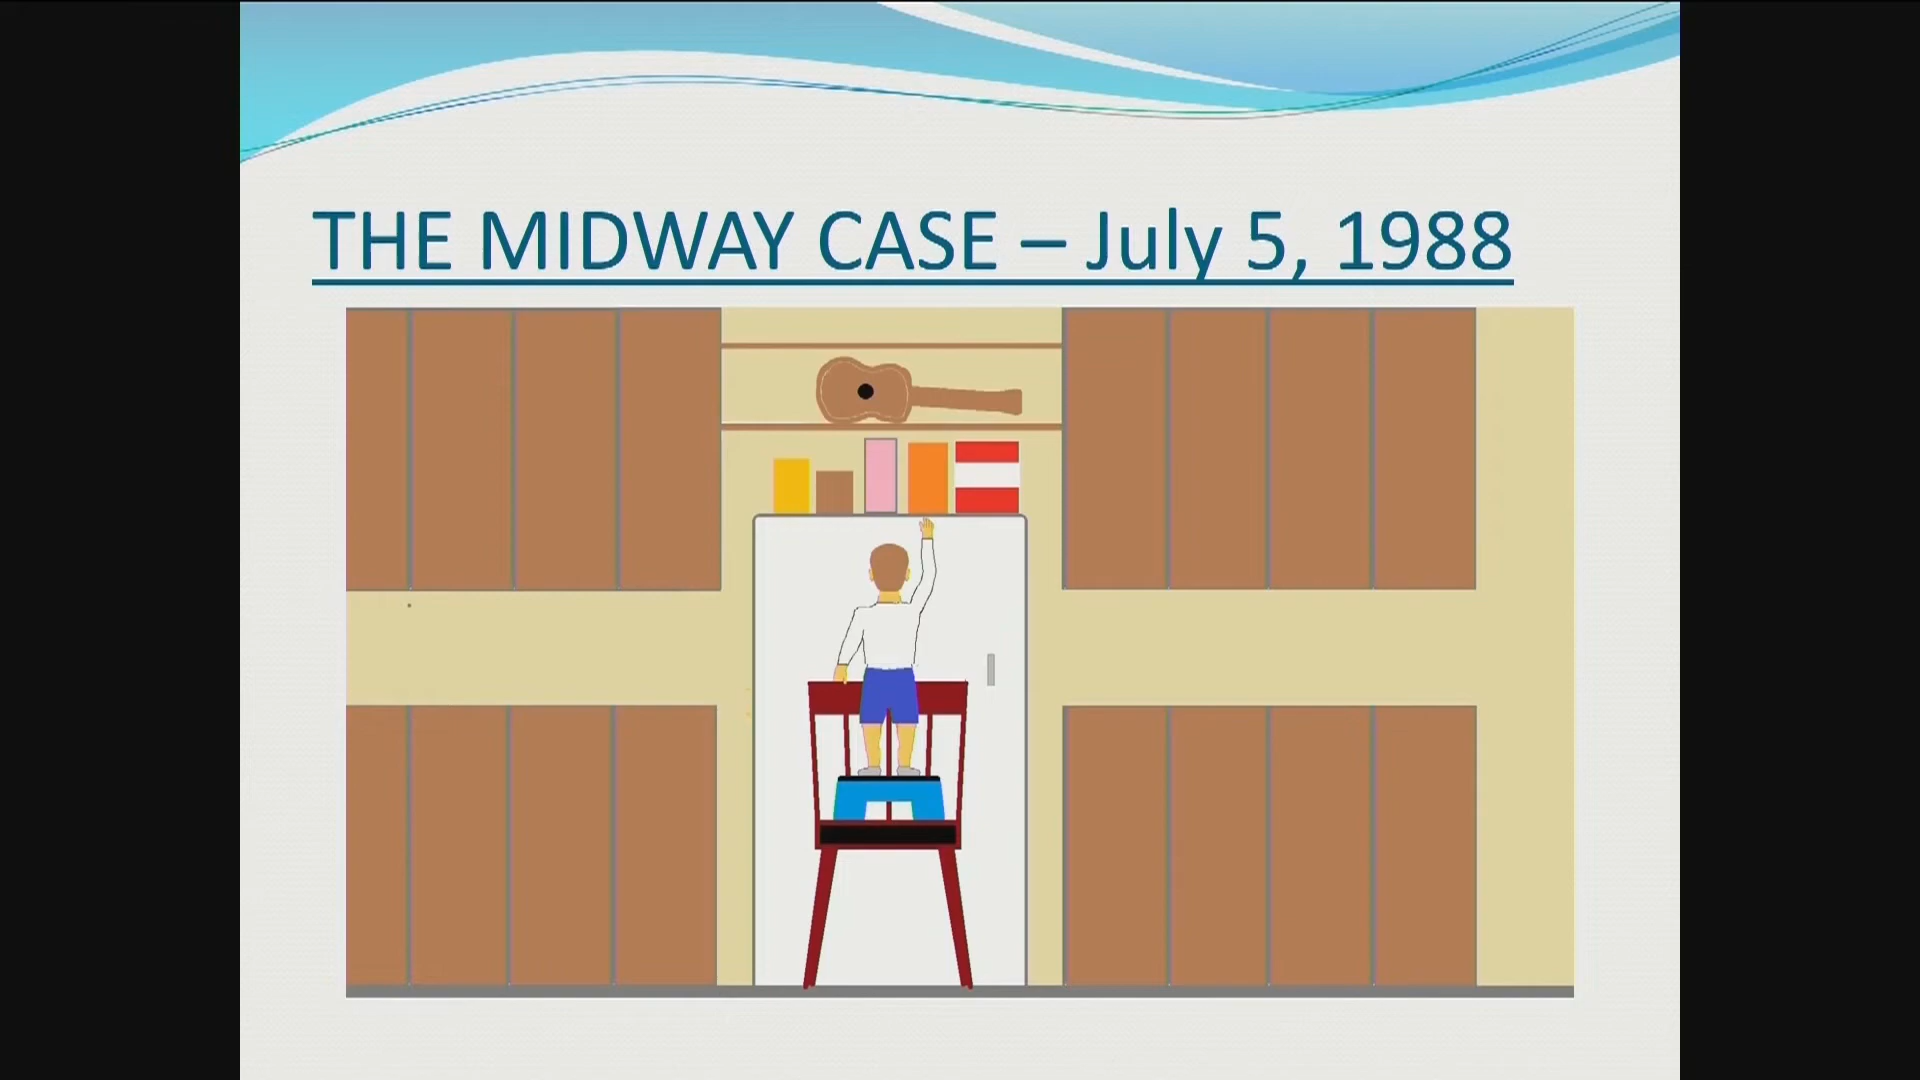 THE MIDWAY CASE – July 5, 1988